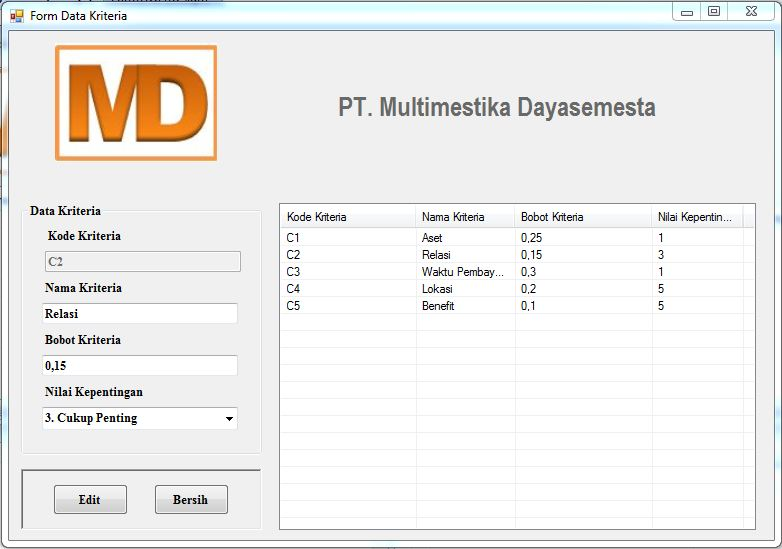 Form Data Kriteria
MD
PT. Multimestika Dayasemesta
Data Kriteria
Kode Kriteria
C2
Nama Kriteria
Relasi
Bobot Kriteria
0,15
Nilai Kepentingan
3. Cukup Penting
Edit Bersih
Kode Kriteria Nama Kriteria Bobot Kriteria Nilai Kepentin...
C1 Aset 0,25 1
C2 Relasi 0,15 3
C3 Waktu Pembay... 0,3 1
C4 Lokasi 0,2 5
C5 Benefit 0,1 5